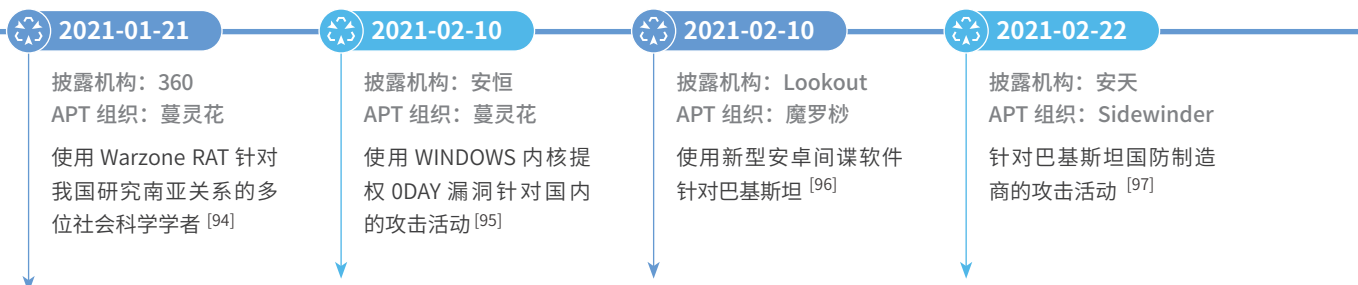 2021-01-21
披露机构：360
APT 组织：蔓灵花
使用 Warzone RAT 针对
我国研究南亚关系的多
位社会科学学者 [94]
2021-02-10
披露机构：安恒
APT 组织：蔓灵花
使用 WINDOWS 内核提
权 0DAY 漏洞针对国内
的攻击活动 [95]
2021-02-10
披露机构：Lookout
APT 组织：魔罗桫
使用新型安卓间谍软件
针对巴基斯坦 [96]
2021-02-22
披露机构：安天
APT 组织：Sidewinder
针对巴基斯坦国防制造
商的攻击活动 [97]